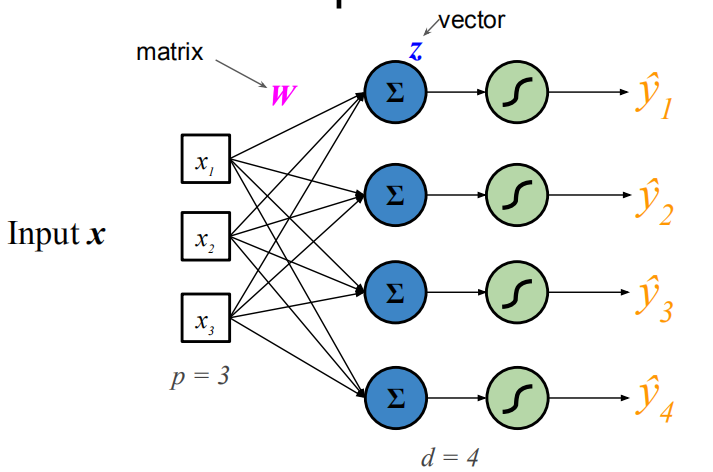 vector
matrix
z
W
Σ
ŷ₁
x₁
Σ
ŷ₂
Input x
x₂
Σ
ŷ₃
x₃
p = 3
Σ
ŷ₄
d = 4